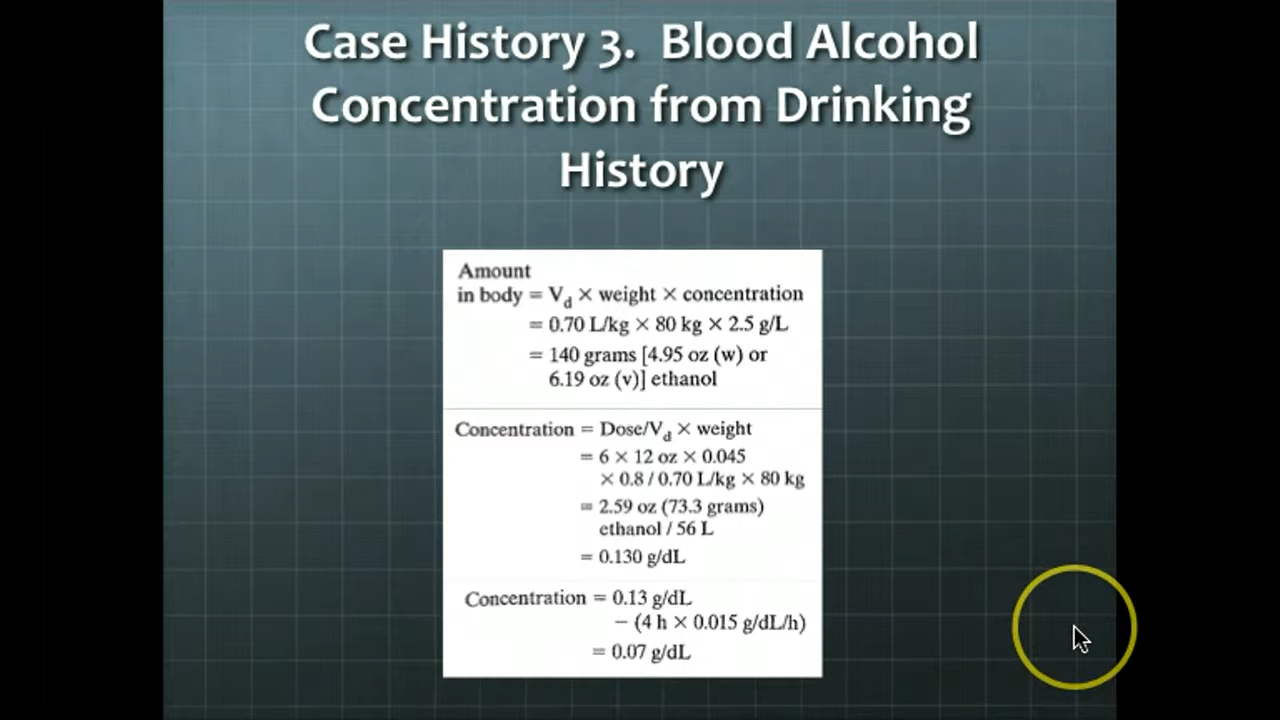 Case History 3. Blood Alcohol
Concentration from Drinking
History
Amount
in body = Vd × weight × concentration
= 0.70 L/kg × 80 kg × 2.5 g/L
= 140 grams [4.95 oz (w) or
6.19 oz (v)] ethanol
Concentration = Dose/Vd × weight
= 6 × 12 oz × 0.045
× 0.8 / 0.70 L/kg × 80 kg
= 2.59 oz (73.3 grams)
ethanol / 56 L
= 0.130 g/dL
Concentration = 0.13 g/dL
− (4 h × 0.015 g/dL/h)
= 0.07 g/dL